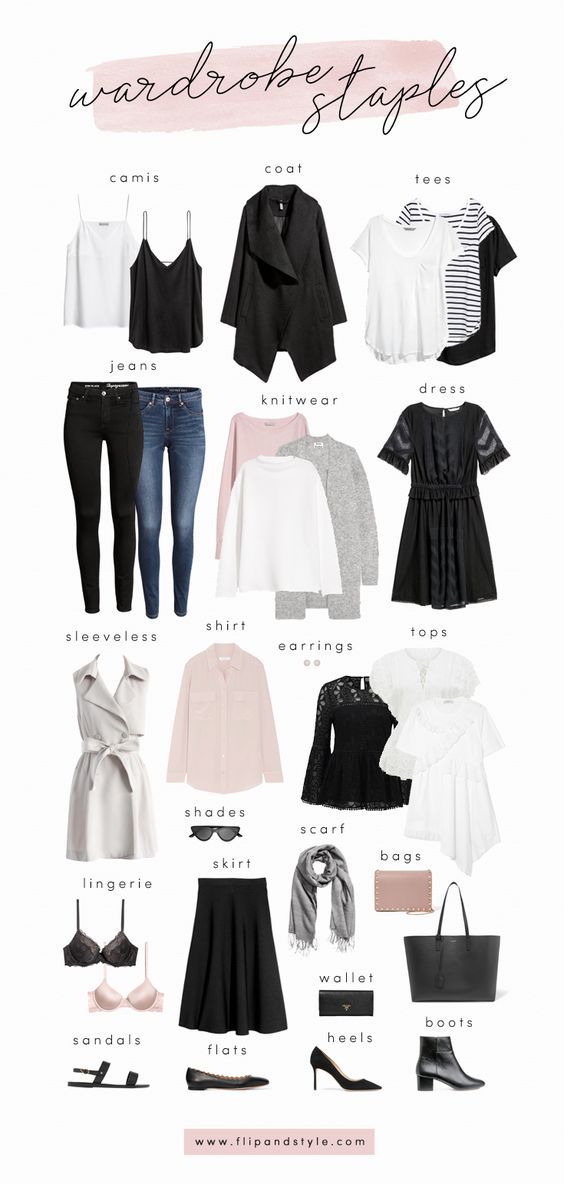 wardrobe
staples
camis
coat
tees
jeans
knitwear
dress
sleeveless
shirt
earrings
tops
shades
scarf
skirt
bags
lingerie
wallet
sandals
flats
heels
boots
www.flipandstyle.com